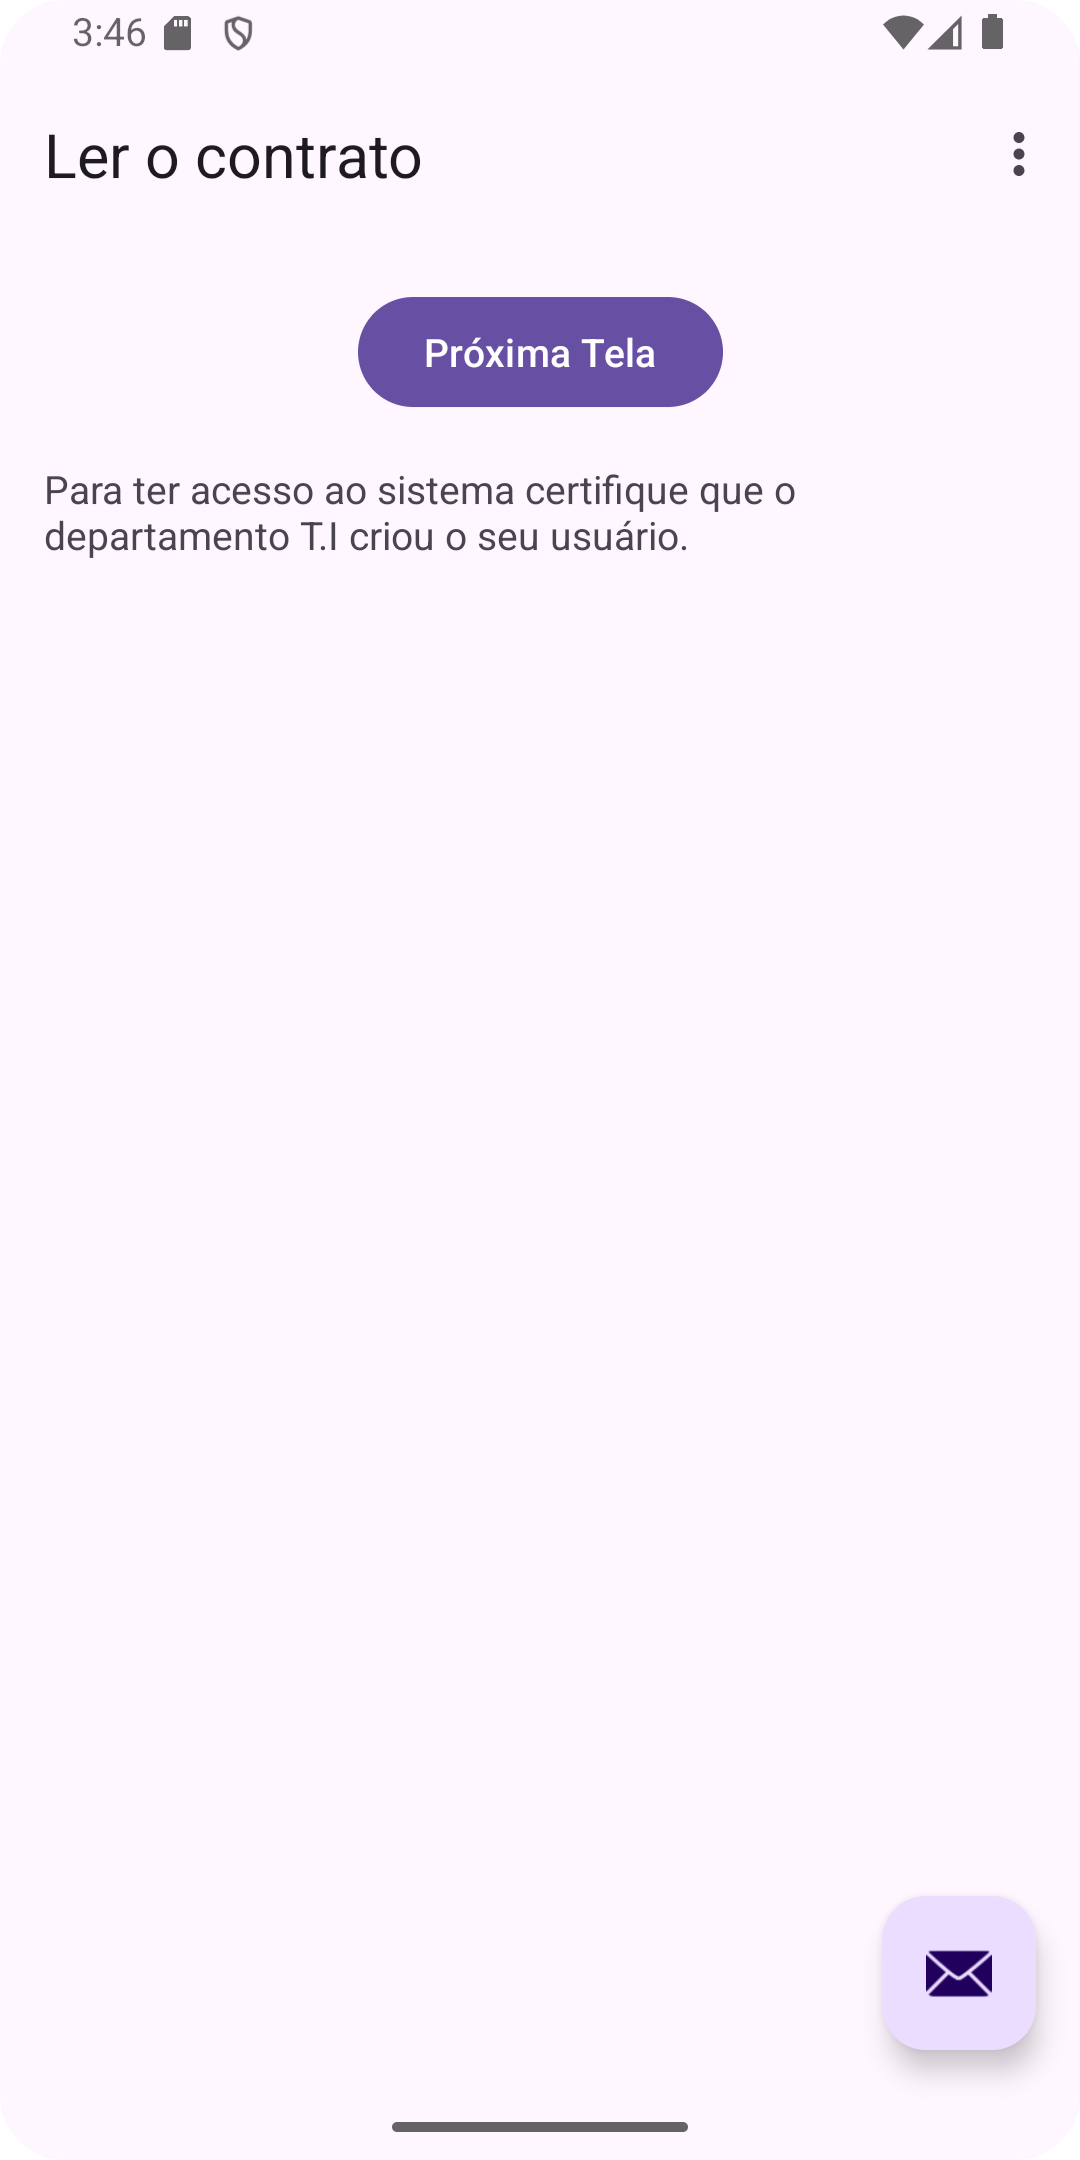 3:46
Ler o contrato
Próxima Tela
Para ter acesso ao sistema certifique que o
departamento T.I criou o seu usuário.